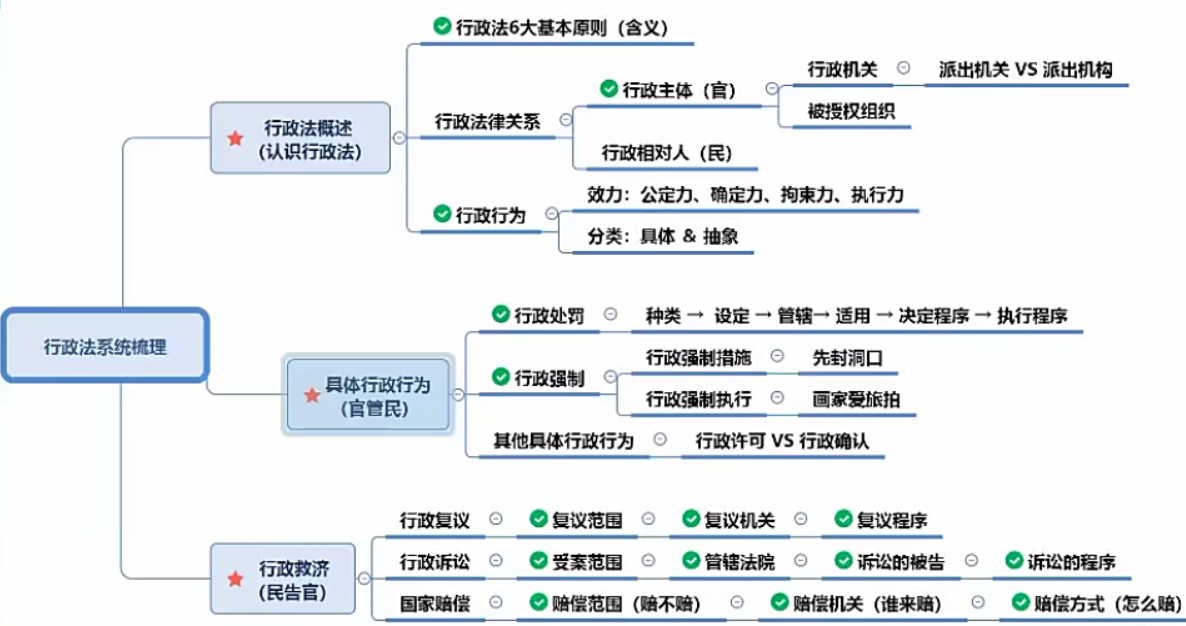 行政法系统梳理
行政法概述
(认识行政法)
行政法6大基本原则（含义）
行政法律关系
行政主体（官）
行政机关
派出机关 VS 派出机构
被授权组织
行政相对人（民）
行政行为
效力：公定力、确定力、拘束力、执行力
分类：具体 & 抽象
具体行政行为
（官管民）
行政处罚
种类 → 设定 → 管辖→ 适用 → 决定程序 → 执行程序
行政强制
行政强制措施
先封洞口
行政强制执行
画家爱旅拍
其他具体行政行为
行政许可 VS 行政确认
行政救济
(民告官)
行政复议
复议范围
复议机关
复议程序
行政诉讼
受案范围
管辖法院
诉讼的被告
诉讼的程序
国家赔偿
赔偿范围（赔不赔）
赔偿机关（谁来赔）
赔偿方式（怎么赔）